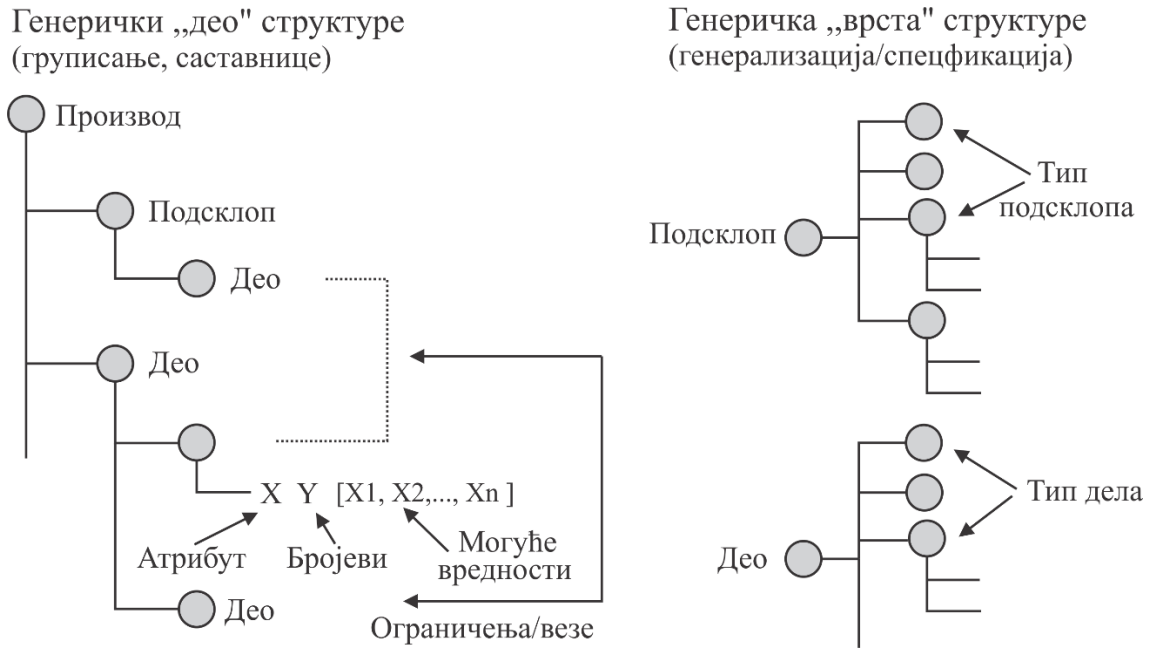 Генерички ,,део" структуре
(груписање, саставнице)
Производ
Подсклоп
Део
Део
X Y [X1, X2,..., Xn ]
Атрибут
Бројеви
Могуће
вредности
Део
Ограничења/везе
Генеричка ,,врста" структуре
(генерализација/спецфикација)
Тип
подсклопа
Подсклоп
Тип дела
Део